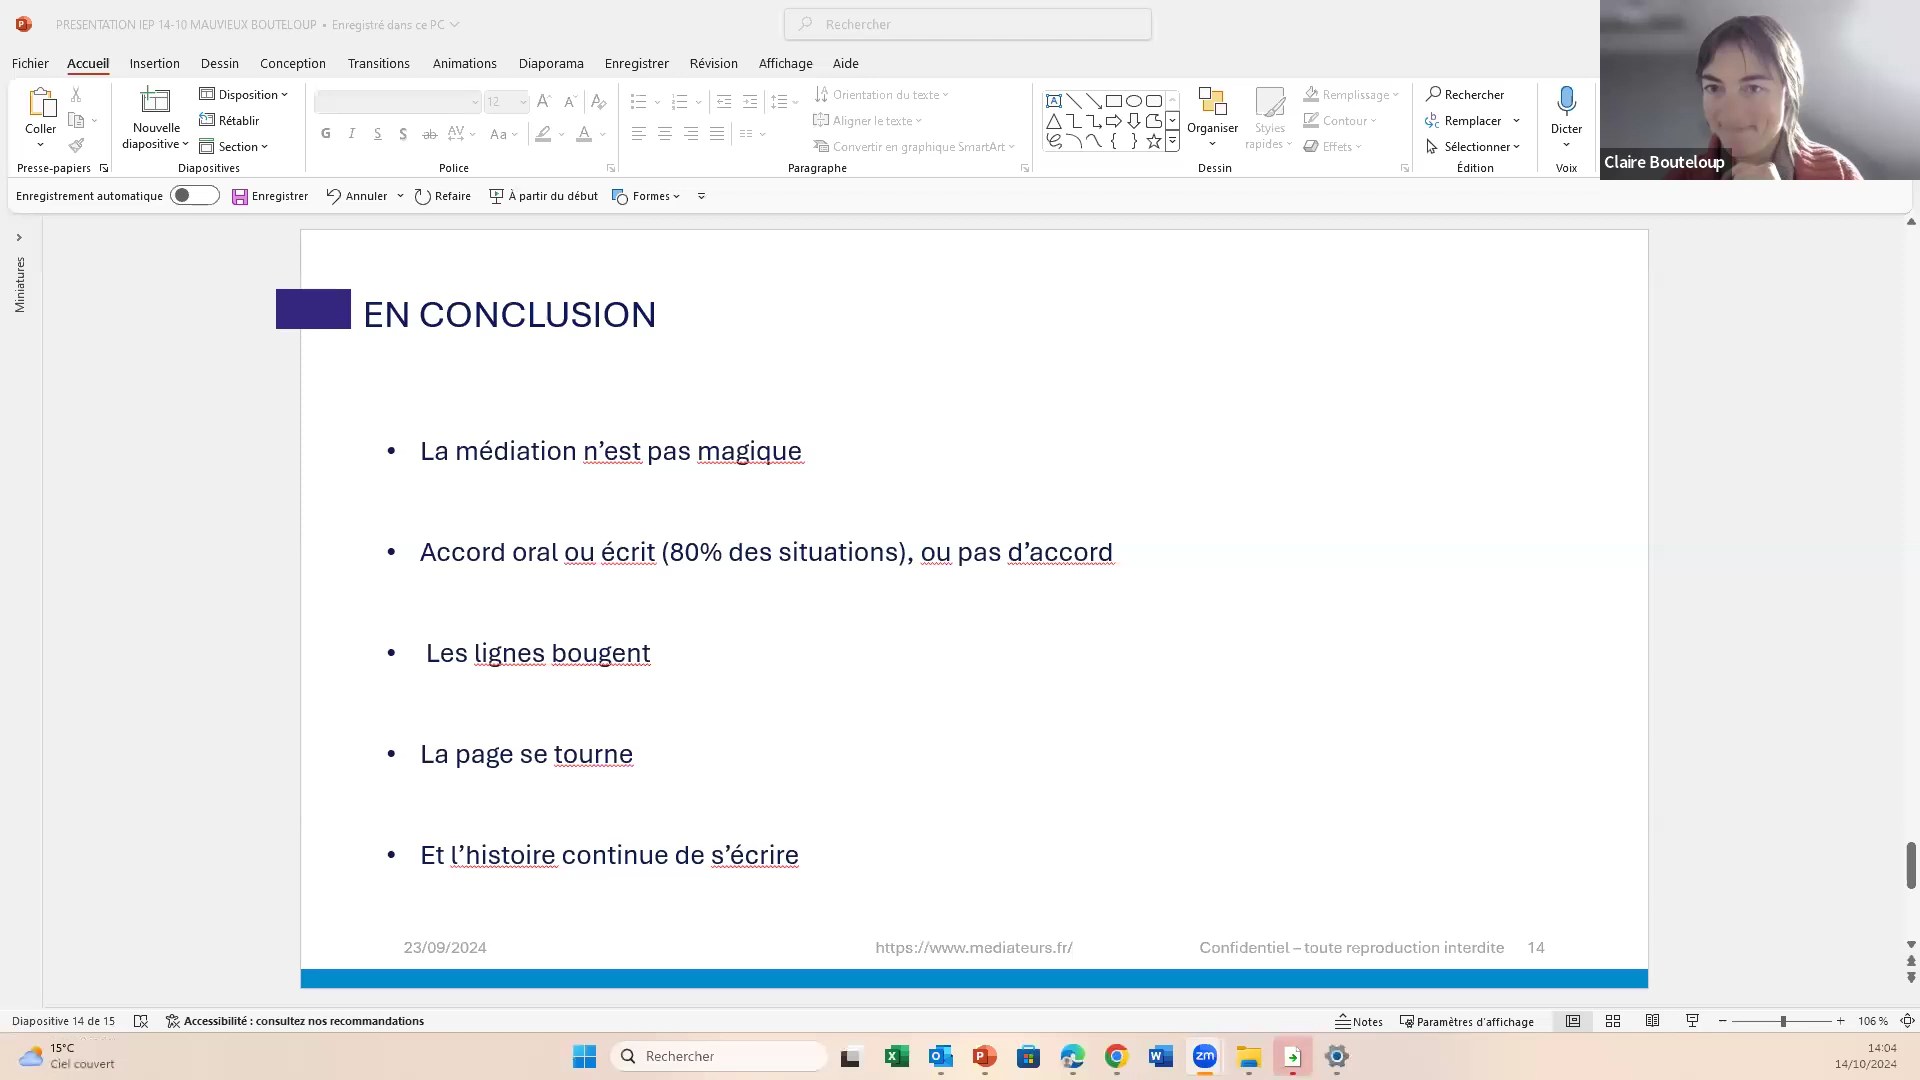 PRESENTATION IEP 14-10 MAUVIEUX BOUTELOUP • Enregistré dans ce PC
Rechercher
Fichier Accueil Insertion Dessin Conception Transitions Animations Diaporama Enregistrer Révision Affichage Aide
Coller
Nouvelle diapositive
Disposition
Rétablir
Section
12
G I S S ab AV Aa A
Orientation du texte
Aligner le texte
Convertir en graphique SmartArt
Organiser
Styles rapides
Remplissage
Contour
Effets
Rechercher
Remplacer
Sélectionner
Dicter
Presse-papiers Diapositives Police Paragraphe Dessin Édition Voix
Claire Bouteloup
Enregistrement automatique Enregistrer Annuler Refaire À partir du début Formes
Miniatures
EN CONCLUSION
• La médiation n’est pas magique
• Accord oral ou écrit (80% des situations), ou pas d’accord
• Les lignes bougent
• La page se tourne
• Et l’histoire continue de s’écrire
23/09/2024 https://www.mediateurs.fr/ Confidentiel – toute reproduction interdite 14
Diapositive 14 de 15 Accessibilité : consultez nos recommandations Notes Paramètres d'affichage 106 %
15°C
Ciel couvert
Rechercher
zm
14:04
14/10/2024